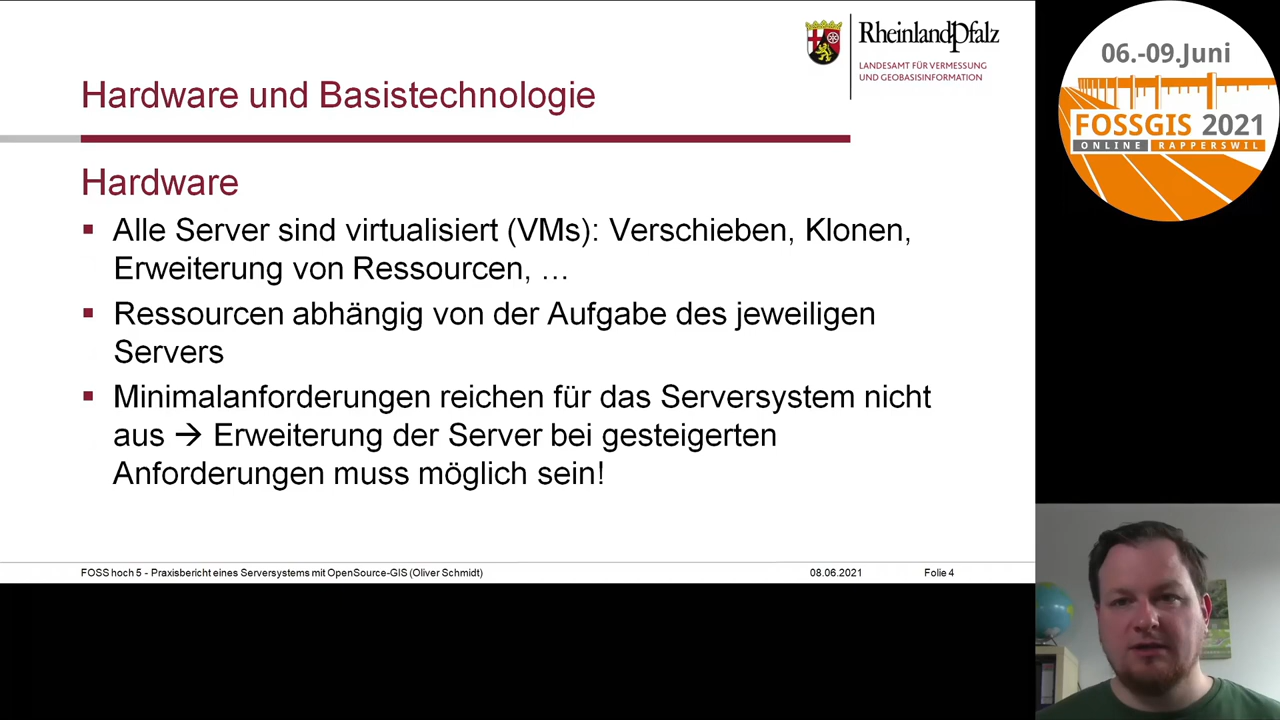 RheinlandPfalz
LANDESAMT FÜR VERMESSUNG
UND GEOBASISINFORMATION
Hardware und Basistechnologie
Hardware
▪ Alle Server sind virtualisiert (VMs): Verschieben, Klonen,
Erweiterung von Ressourcen, …
▪ Ressourcen abhängig von der Aufgabe des jeweiligen
Servers
▪ Minimalanforderungen reichen für das Serversystem nicht
aus → Erweiterung der Server bei gesteigerten
Anforderungen muss möglich sein!
FOSS hoch 5 - Praxisbericht eines Serversystems mit OpenSource-GIS (Oliver Schmidt)
08.06.2021
Folie 4
06.-09.Juni
FOSSGIS 2021
ONLINE RAPPERSWIL